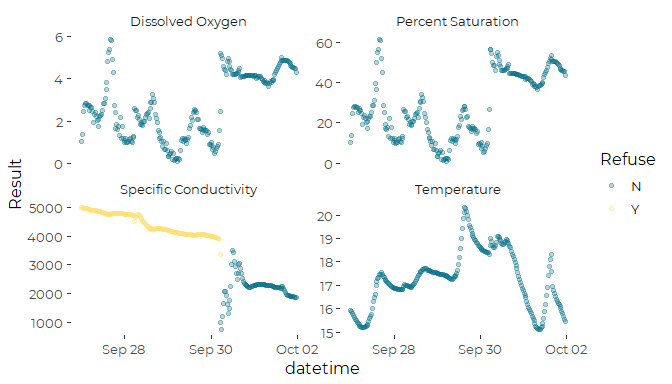 Dissolved Oxygen
Percent Saturation
6
4
2
0
60
40
20
0
Specific Conductivity
Temperature
5000
4000
3000
2000
1000
20
19
18
17
16
15
Sep 28
Sep 30
Oct 02
Sep 28
Sep 30
Oct 02
datetime
Result
Refuse
N
Y